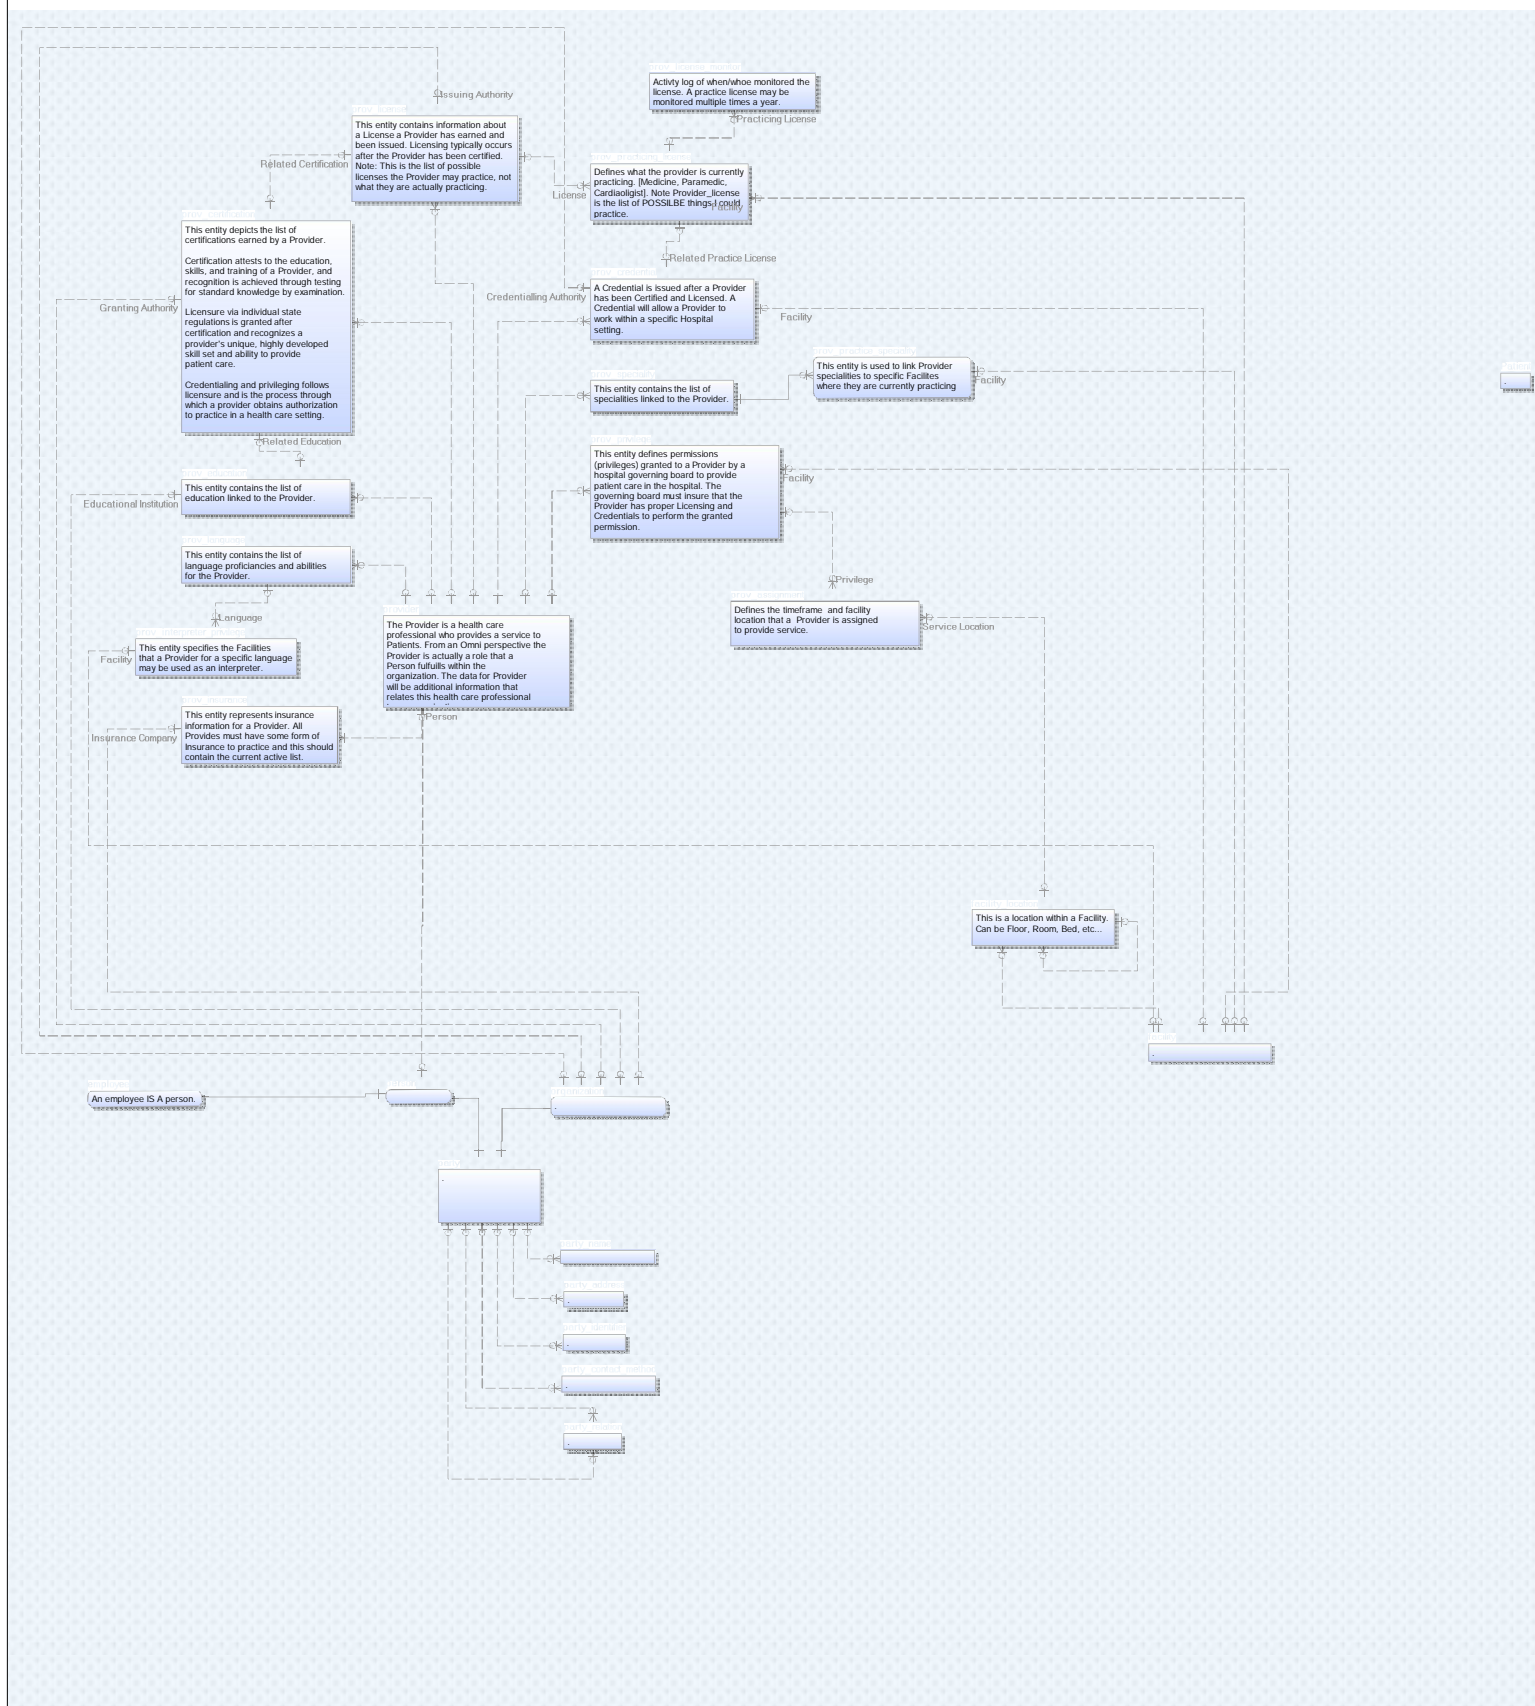 Activty log of when/whoe monitored the
license. A practice license may be
monitored multiple times a year.
Issuing Authority
Practicing License
This entity contains information about
a License a Provider has earned and
been issued. Licensing typically occurs
after the Provider has been certified.
Note: This is the list of possible
licenses the Provider may practice, not
what they are actually practicing.
Related Certification
License
Defines what the provider is currently
practicing. [Medicine, Paramedic,
Cardiaoligist]. Note Provider_license
is the list of POSSILBE things I could
practice.
Facility
Related Practice License
This entity depicts the list of
certifications earned by a Provider.
Certification attests to the education,
skills, and training of a Provider, and
recognition is achieved through testing
for standard knowledge by examination.
Licensure via individual state
regulations is granted after
certification and recognizes a
provider's unique, highly developed
skill set and ability to provide
patient care.
Credentialing and privileging follows
licensure and is the process through
which a provider obtains authorization
to practice in a health care setting.
Granting Authority
Credentialling Authority
A Credential is issued after a Provider
has been Certified and Licensed. A
Credential will allow a Provider to
work within a specific Hospital
setting.
Facility
This entity is used to link Provider
specialities to specific Facilites
where they are currently practicing
Facility
This entity contains the list of
specialities linked to the Provider.
Related Education
This entity defines permissions
(privileges) granted to a Provider by a
hospital governing board to provide
patient care in the hospital. The
governing board must insure that the
Provider has proper Licensing and
Credentials to perform the granted
permission.
Facility
This entity contains the list of
education linked to the Provider.
Educational Institution
This entity contains the list of
language proficiancies and abilities
for the Provider.
Privilege
Language
Defines the timeframe and facility
location that a Provider is assigned
to provide service.
Service Location
The Provider is a health care
professional who provides a service to
Patients. From an Omni perspective the
Provider is actually a role that a
Person fulfuills within the
organization. The data for Provider
will be additional information that
relates this health care professional
This entity specifies the Facilities
that a Provider for a specific language
may be used as an interpreter.
Facility
Person
This entity represents insurance
information for a Provider. All
Provides must have some form of
Insurance to practice and this should
contain the current active list.
Insurance Company
This is a location within a Facility.
Can be Floor, Room, Bed, etc...
An employee IS A person.